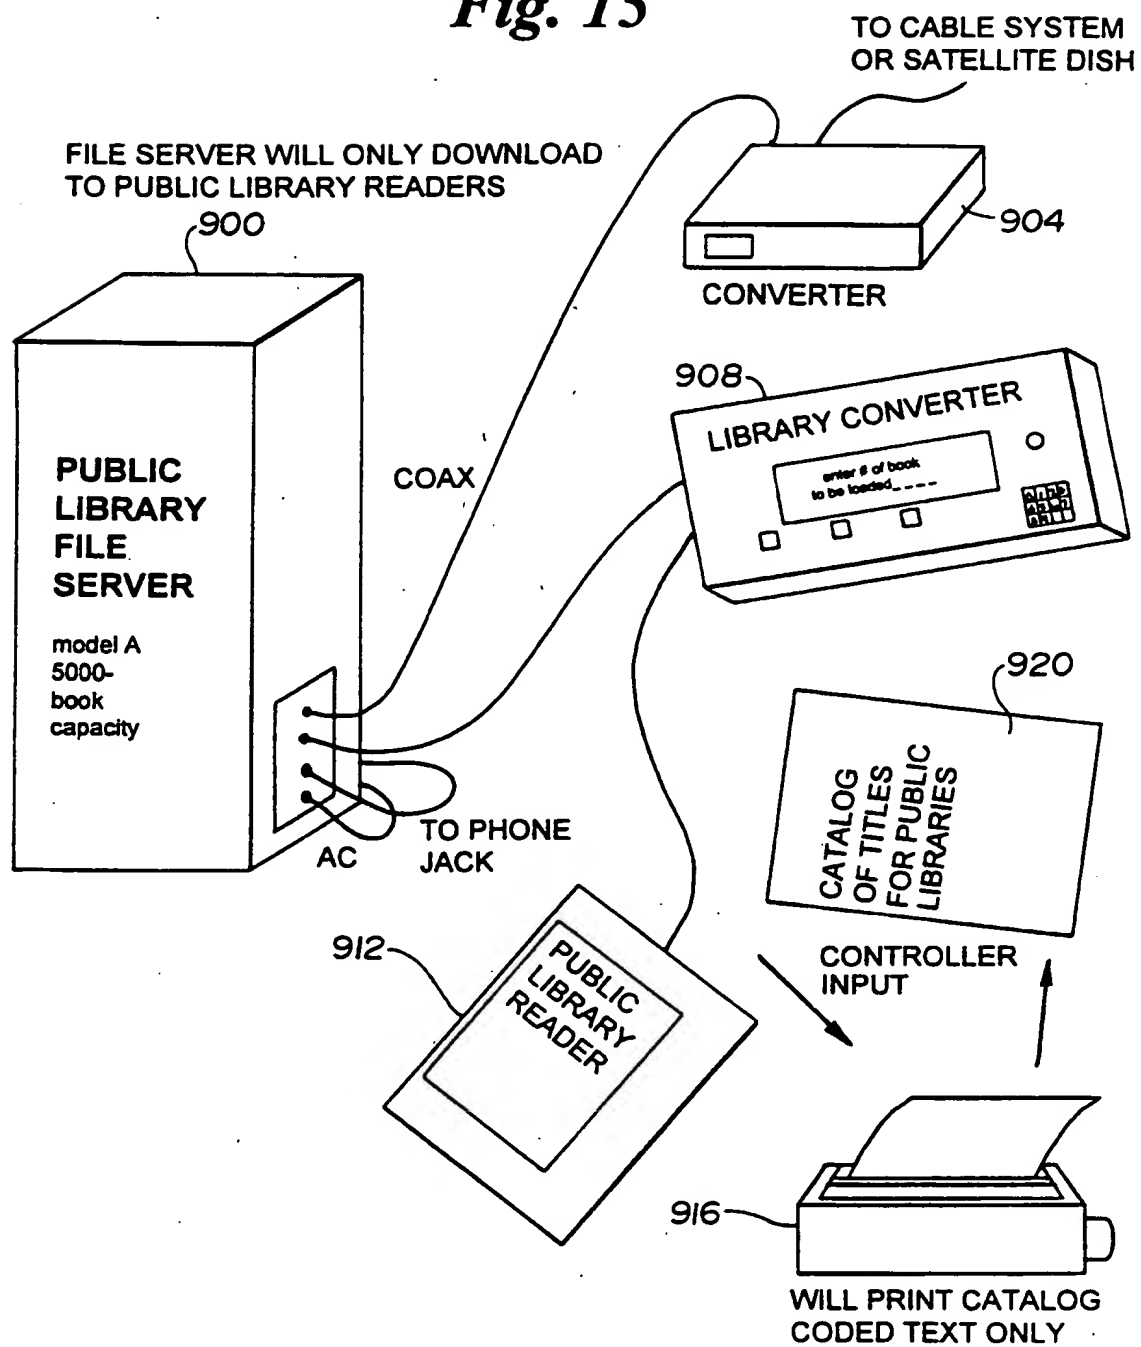 Fig. 15
TO CABLE SYSTEM
OR SATELLITE DISH
FILE SERVER WILL ONLY DOWNLOAD
TO PUBLIC LIBRARY READERS
900
904
CONVERTER
908
LIBRARY CONVERTER
enter # of book
to be loaded_ _ _ _
COAX
PUBLIC
LIBRARY
FILE
SERVER
model A
5000-
book
capacity
AC
TO PHONE
JACK
920
CATALOG
OF TITLES
FOR PUBLIC
LIBRARIES
912
PUBLIC
LIBRARY
READER
CONTROLLER
INPUT
916
WILL PRINT CATALOG
CODED TEXT ONLY